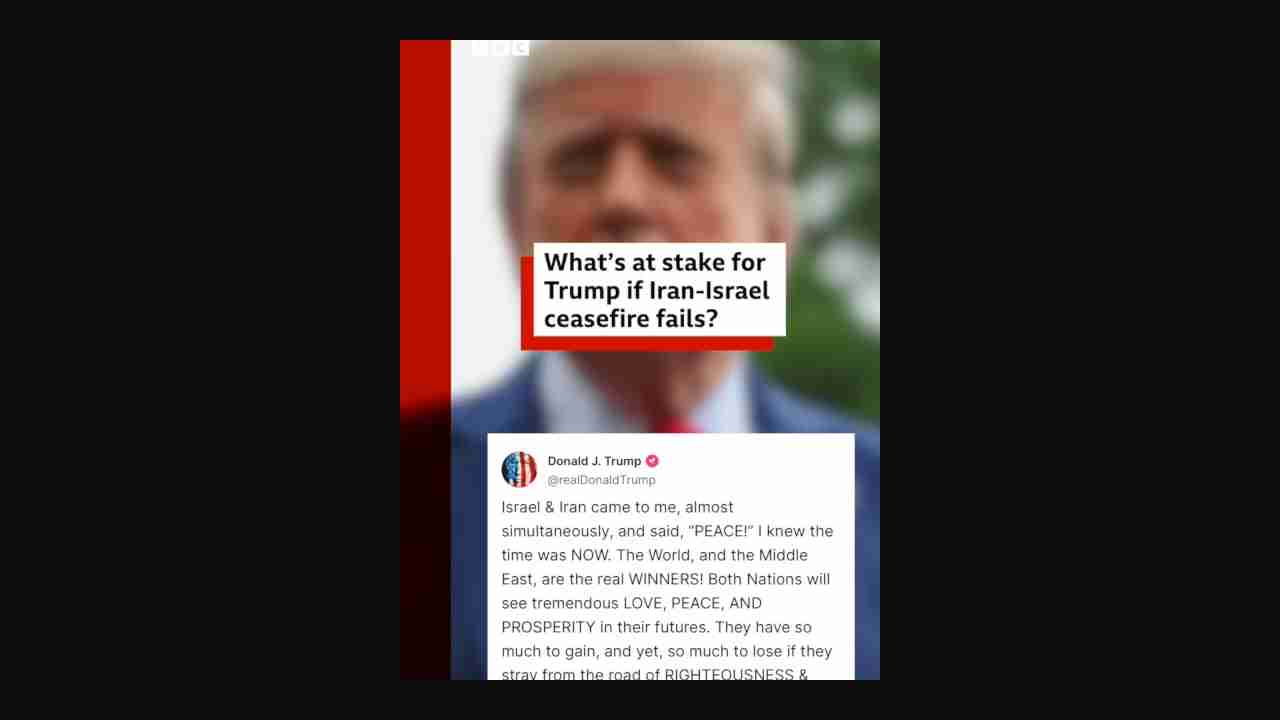 What's at stake for
Trump if Iran-Israel
ceasefire fails?
Donald J. Trump
@realDonaldTrump
Israel & Iran came to me, almost
simultaneously, and said, “PEACE!” I knew the
time was NOW. The World, and the Middle
East, are the real WINNERS! Both Nations will
see tremendous LOVE, PEACE, AND
PROSPERITY in their futures. They have so
much to gain, and yet, so much to lose if they
stray from the road of RIGHTEOUSNESS &